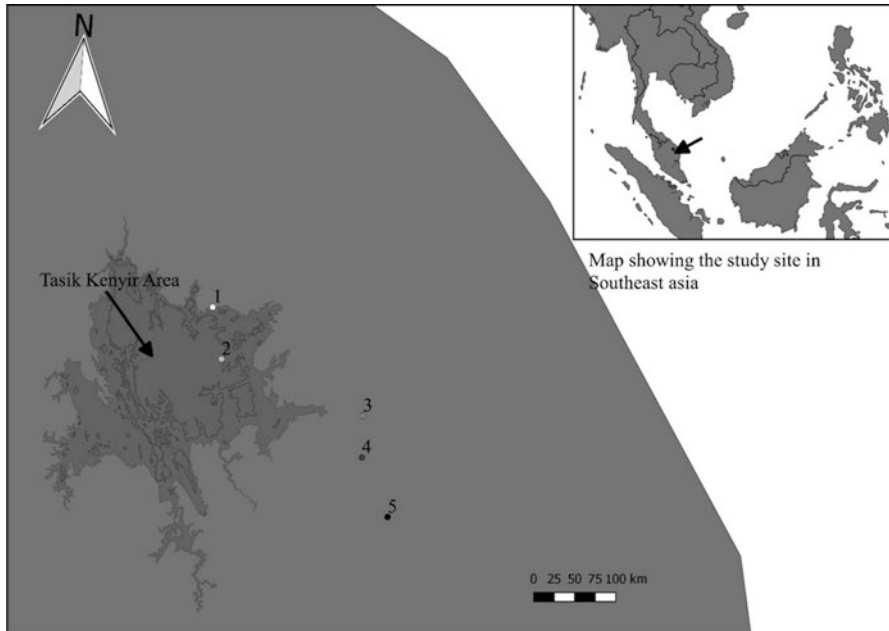 N
Map showing the study site in
Southeast asia
Tasik Kenyir Area
1
2
3
4
5
0 25 50 75 100 km